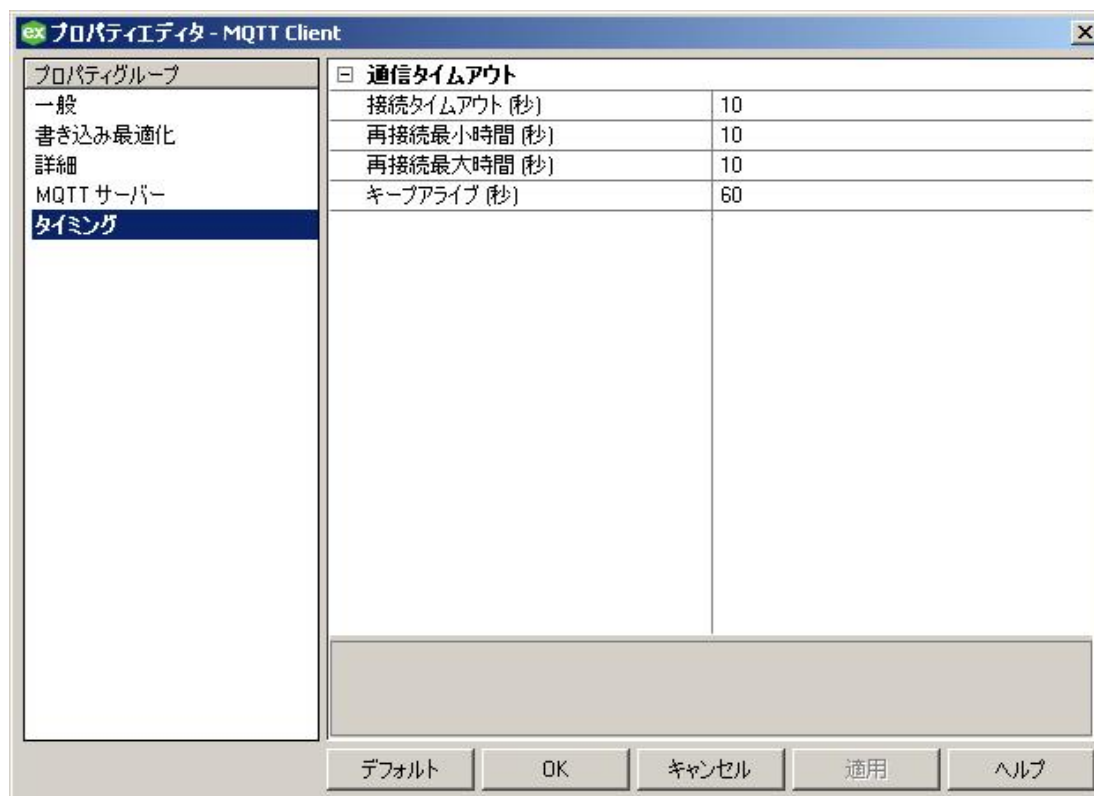 ex プロパティエディタ - MQTT Client
プロパティグループ
一般
書き込み最適化
詳細
MQTT サーバー
タイミング
通信タイムアウト
接続タイムアウト (秒) 10
再接続最小時間 (秒) 10
再接続最大時間 (秒) 10
キープアライブ (秒) 60
デフォルト OK キャンセル 適用 ヘルプ